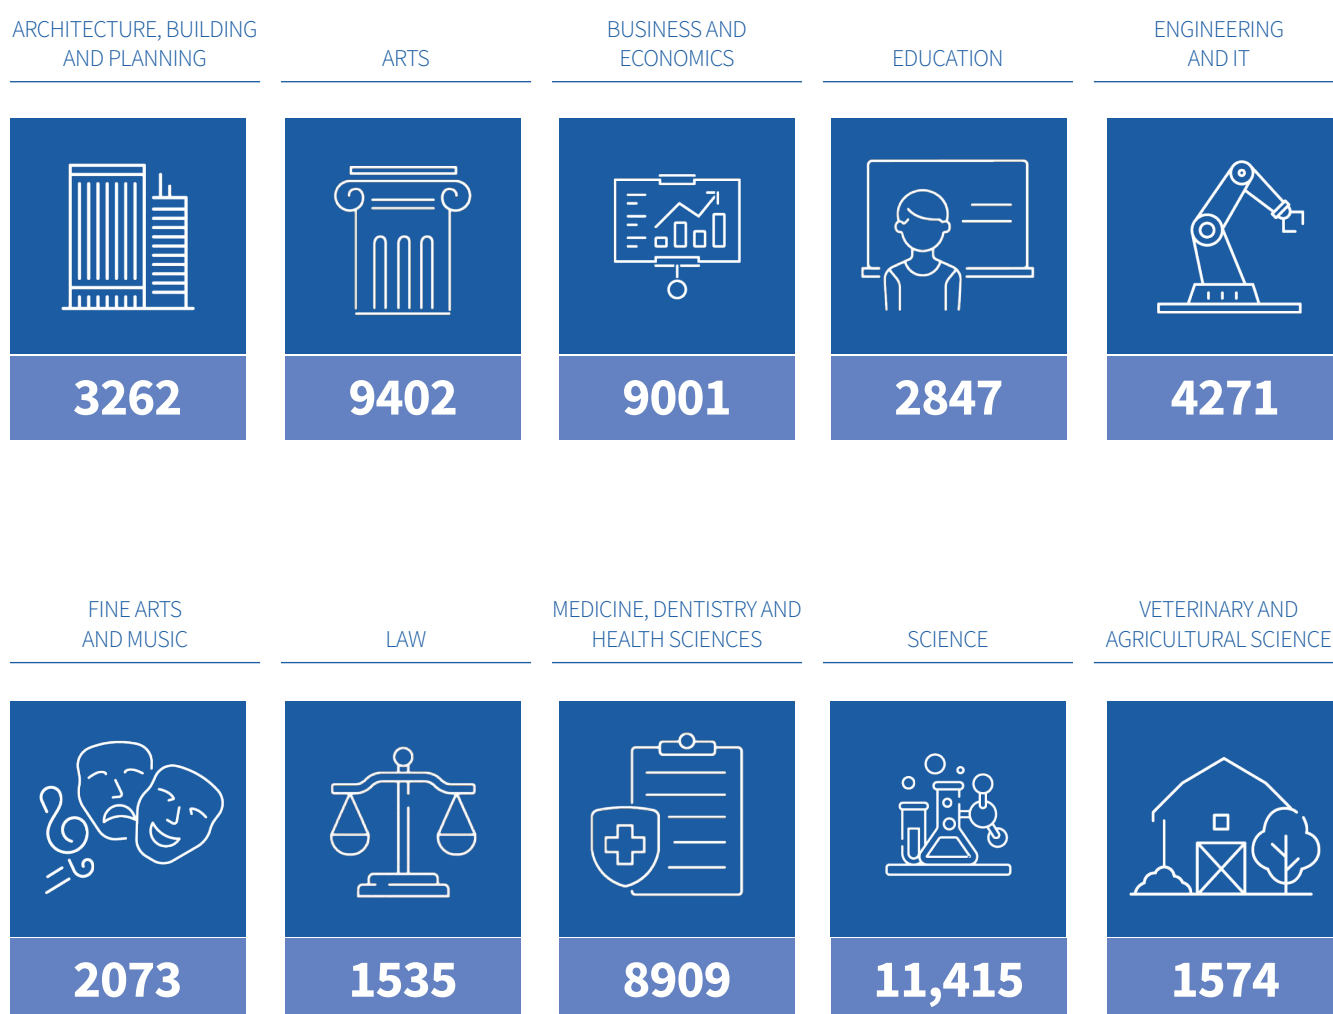 ARCHITECTURE, BUILDING
AND PLANNING
ARTS
BUSINESS AND
ECONOMICS
EDUCATION
ENGINEERING
AND IT
3262
9402
9001
2847
4271
FINE ARTS
AND MUSIC
LAW
MEDICINE, DENTISTRY AND
HEALTH SCIENCES
SCIENCE
VETERINARY AND
AGRICULTURAL SCIENCE
2073
1535
8909
11,415
1574